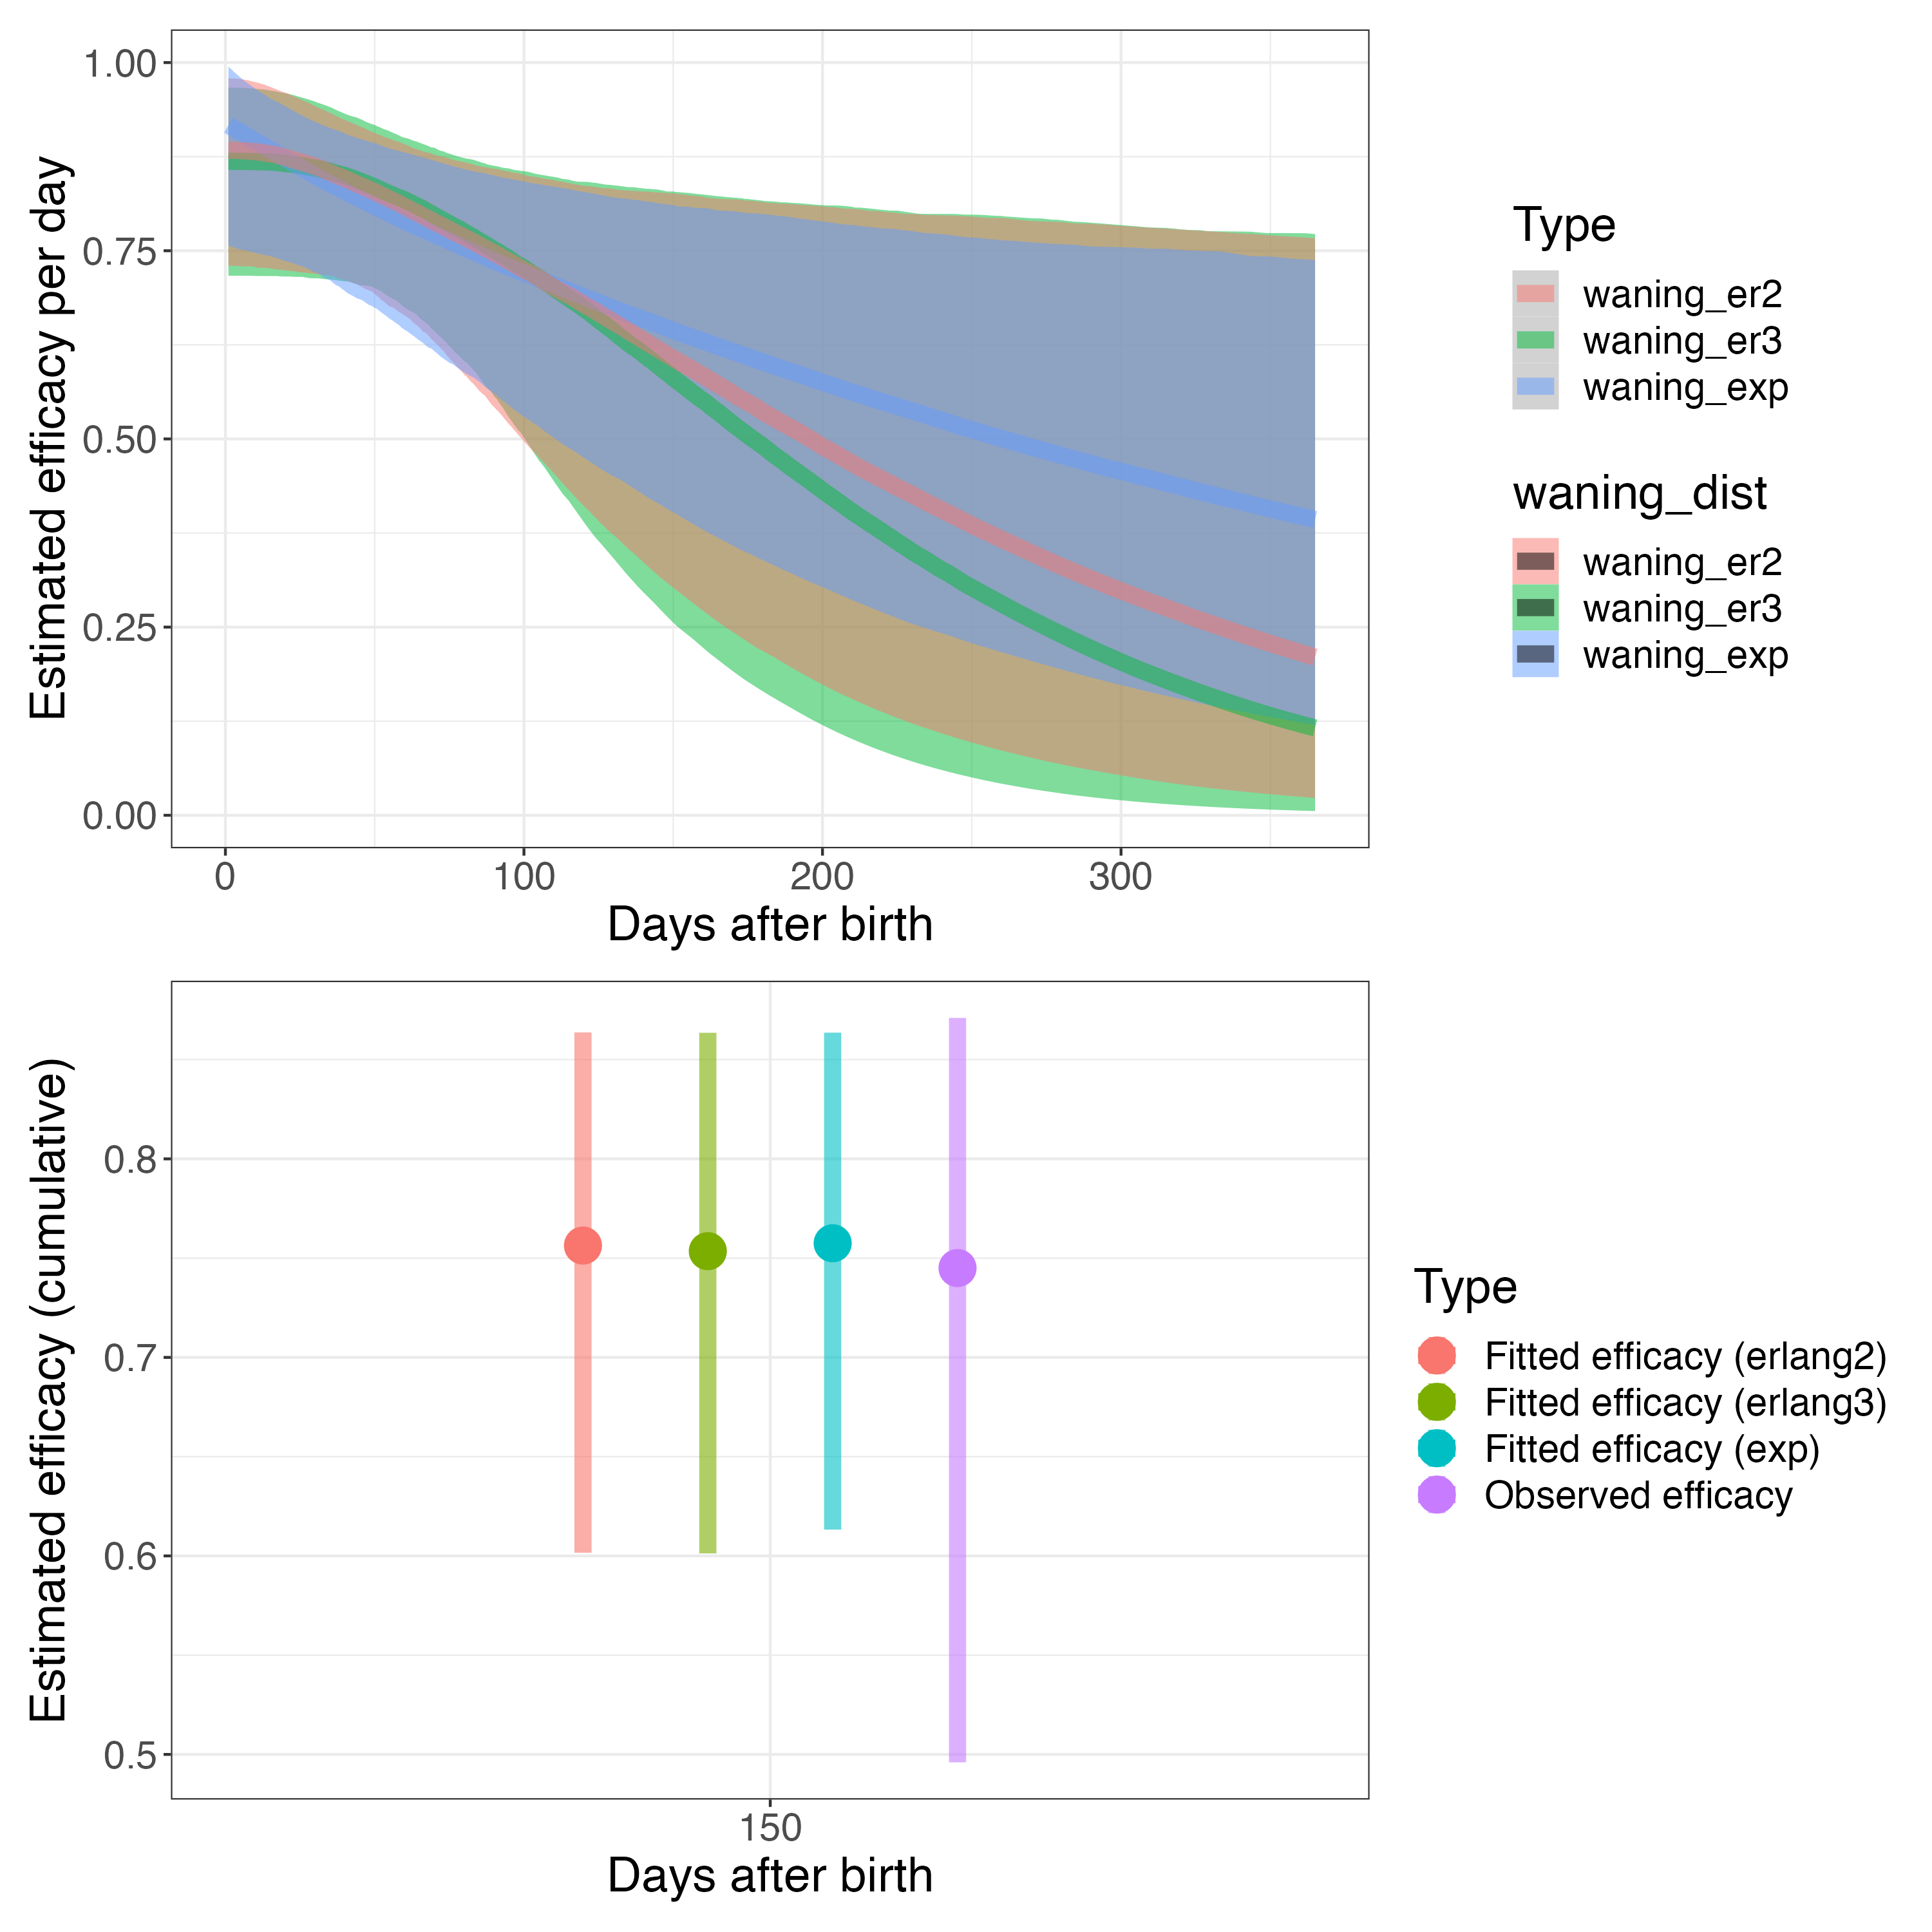 Estimated efficacy per day
1.00
0.75
0.50
0.25
0.00
0
100
200
300
Days after birth
Type
waning_er2
waning_er3
waning_exp
waning_dist
waning_er2
waning_er3
waning_exp
Estimated efficacy (cumulative)
0.8
0.7
0.6
0.5
150
Days after birth
Type
Fitted efficacy (erlang2)
Fitted efficacy (erlang3)
Fitted efficacy (exp)
Observed efficacy